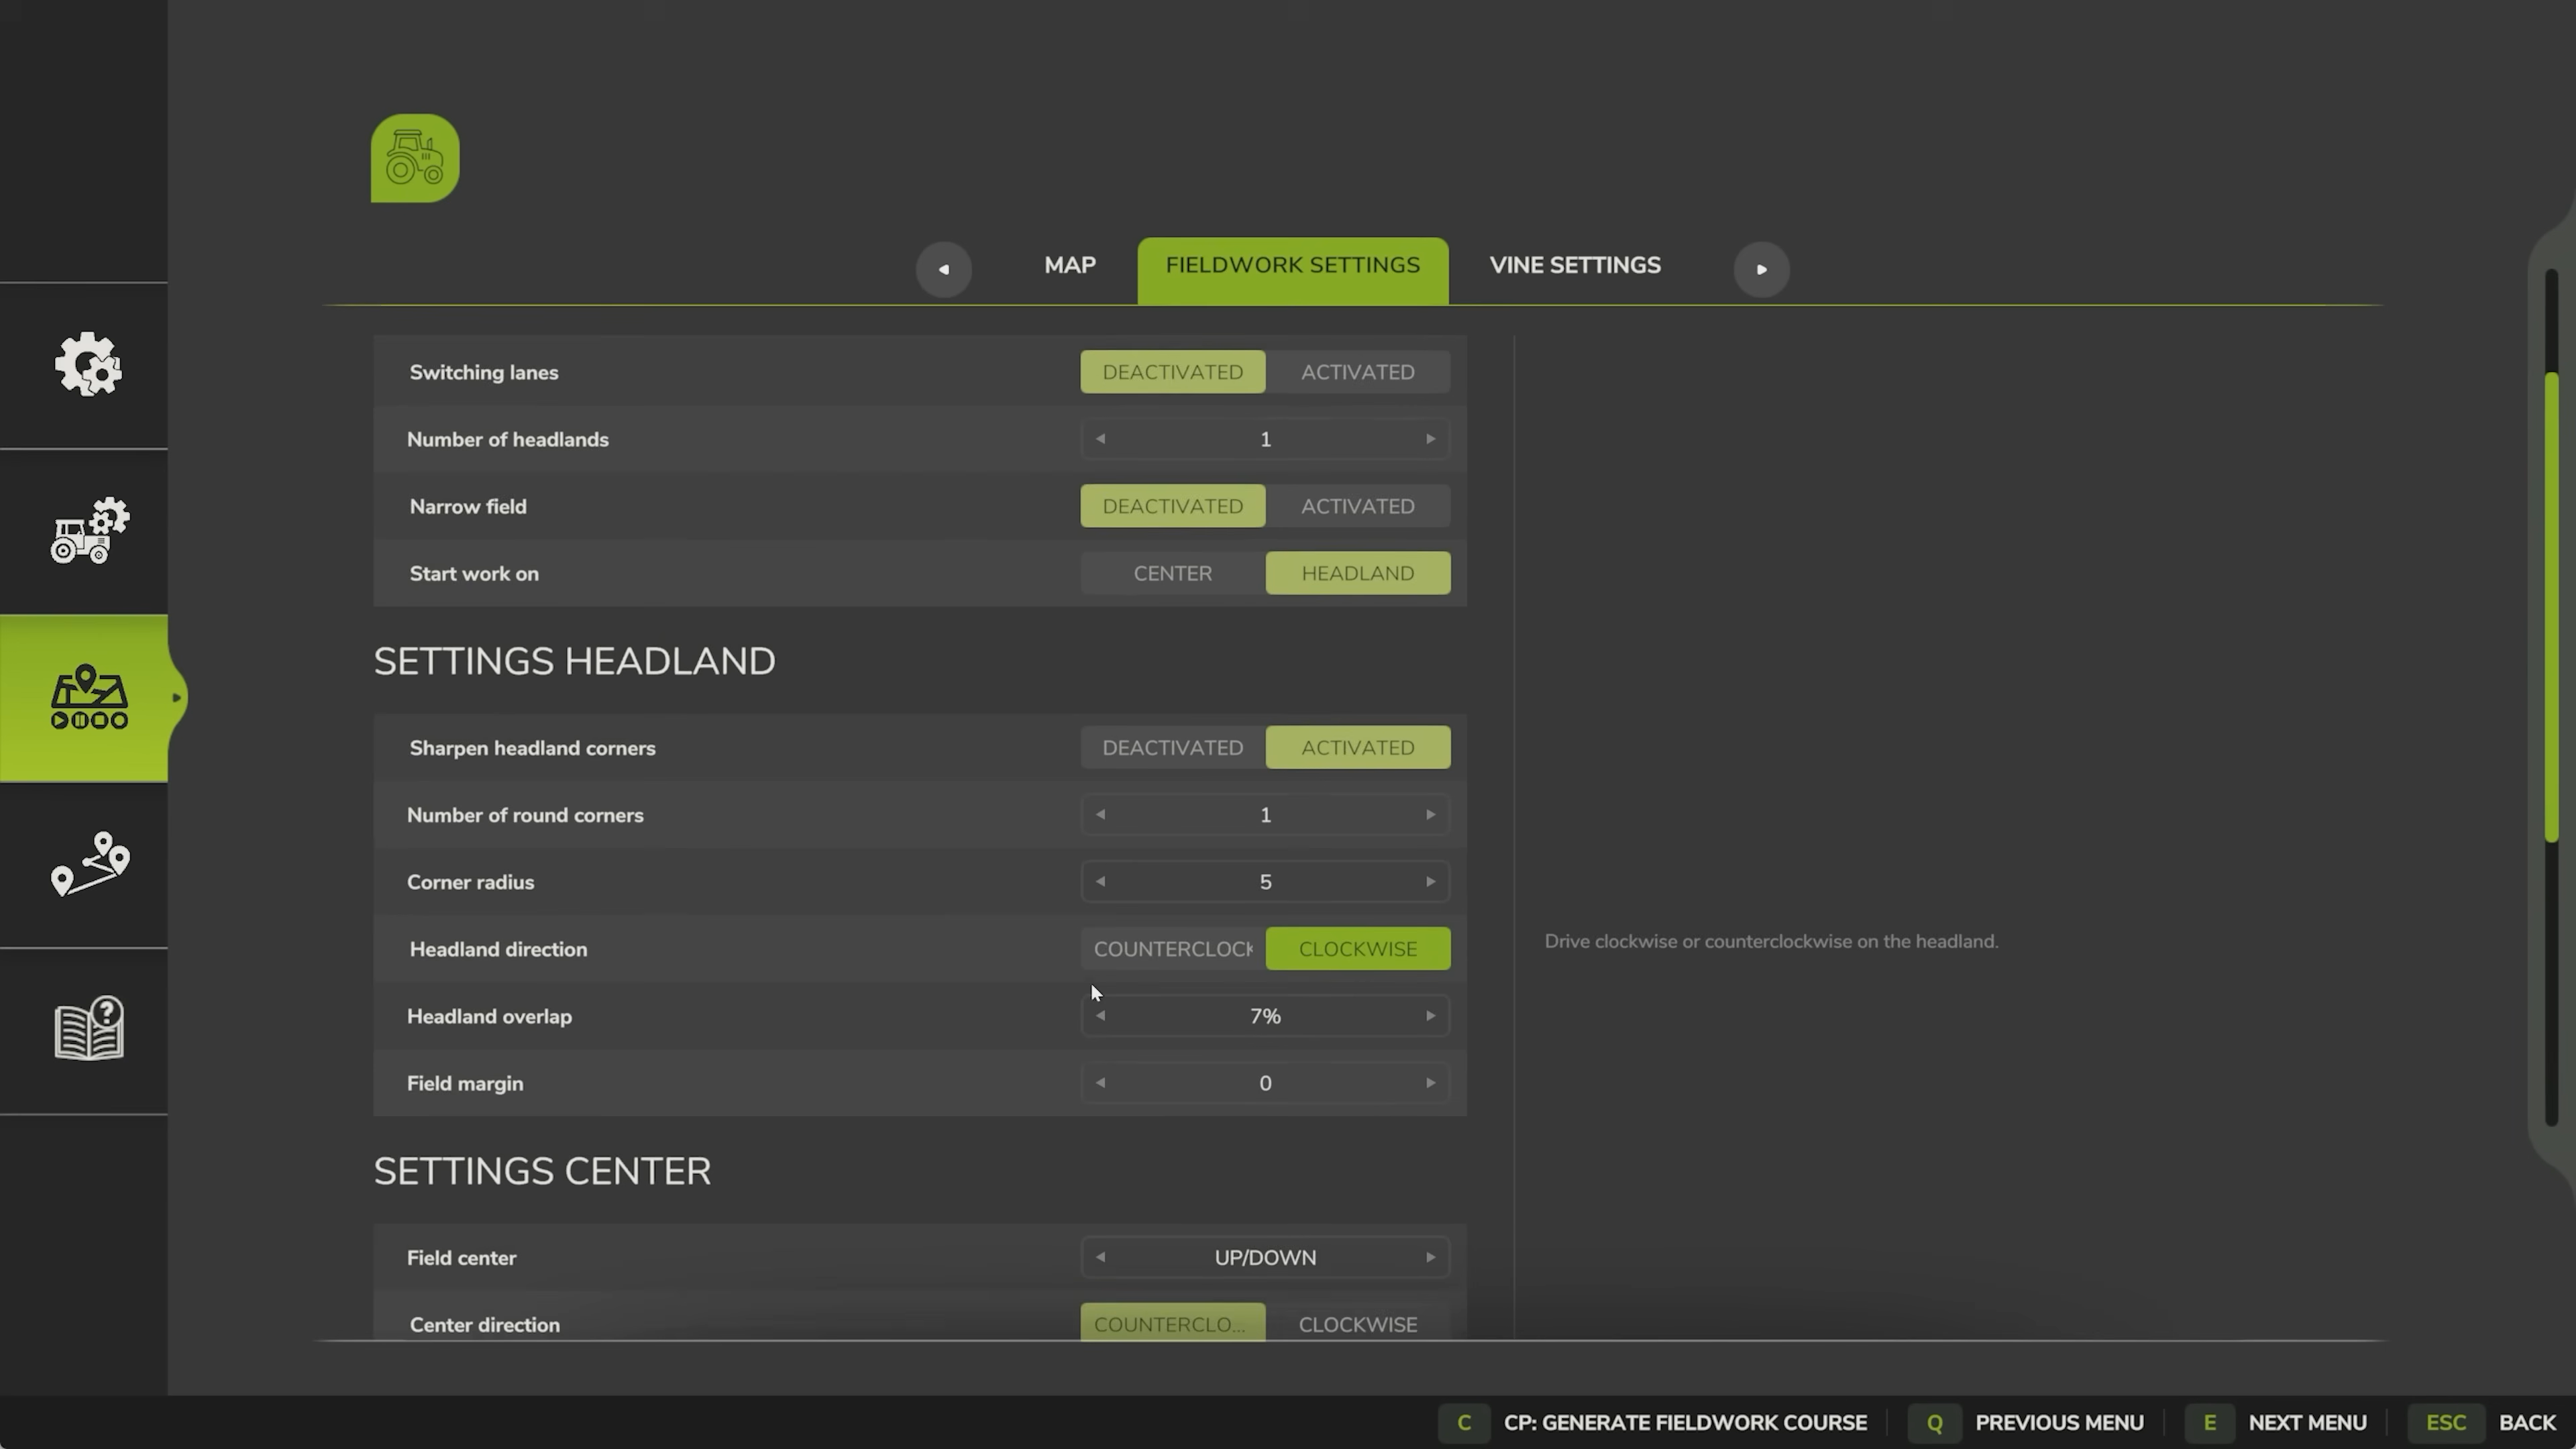 MAP
FIELDWORK SETTINGS
VINE SETTINGS
Switching lanes DEACTIVATED ACTIVATED
Number of headlands 1
Narrow field DEACTIVATED ACTIVATED
Start work on CENTER HEADLAND
SETTINGS HEADLAND
Sharpen headland corners DEACTIVATED ACTIVATED
Number of round corners 1
Corner radius 5
Headland direction COUNTERCLOCK CLOCKWISE
Drive clockwise or counterclockwise on the headland.
Headland overlap 7%
Field margin 0
SETTINGS CENTER
Field center UP/DOWN
Center direction COUNTERCLO... CLOCKWISE
C CP: GENERATE FIELDWORK COURSE Q PREVIOUS MENU E NEXT MENU ESC BACK